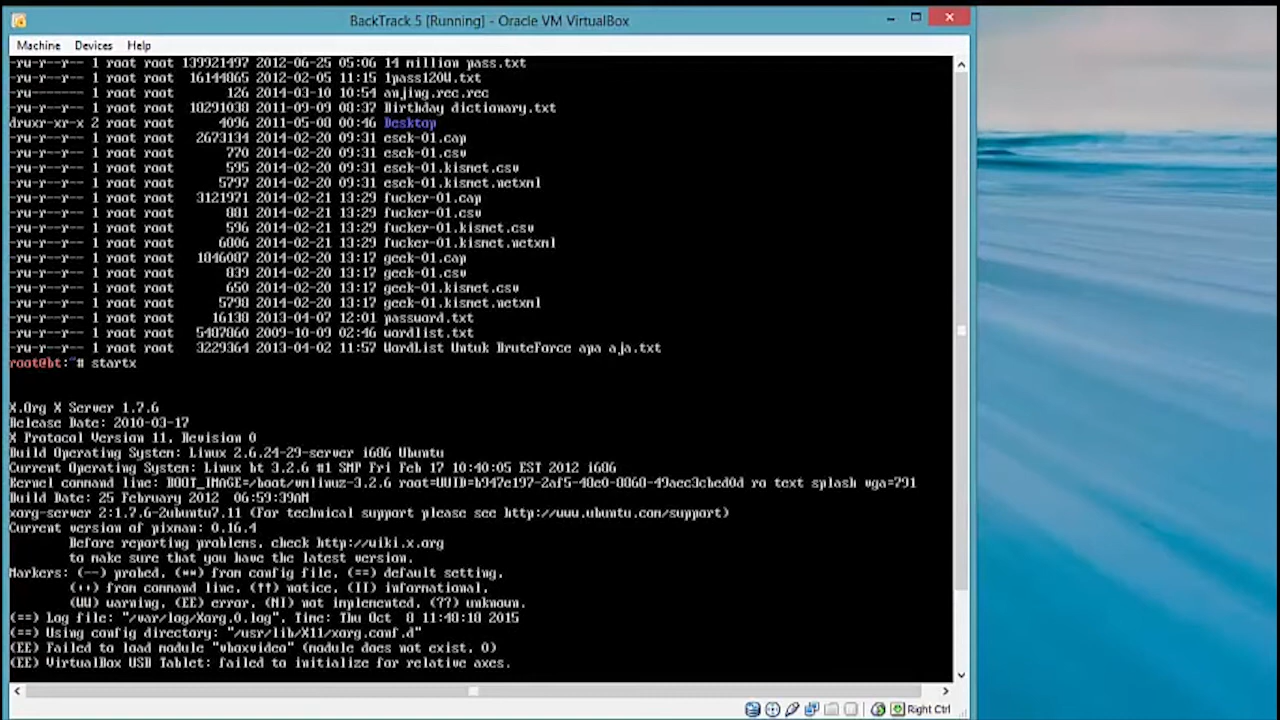 BackTrack 5 [Running] - Oracle VM VirtualBox
Machine Devices Help
-rw-r--r-- 1 root root 139921497 2012-06-25 05:06 14 million pass.txt
-rw-r--r-- 1 root root 16144865 2012-02-05 11:15 1pass120W.txt
-rw------- 1 root root 126 2014-03-10 10:54 anjing.rec.rec
-rw-r--r-- 1 root root 10291038 2011-09-09 08:37 Birthday dictionary.txt
drwxr-xr-x 2 root root 4096 2011-05-08 00:46 Desktop
-rw-r--r-- 1 root root 2673134 2014-02-20 09:31 esek-01.cap
-rw-r--r-- 1 root root 770 2014-02-20 09:31 esek-01.csv
-rw-r--r-- 1 root root 595 2014-02-20 09:31 esek-01.kismet.csv
-rw-r--r-- 1 root root 5797 2014-02-20 09:31 esek-01.kismet.netxml
-rw-r--r-- 1 root root 3121971 2014-02-21 13:29 fucker-01.cap
-rw-r--r-- 1 root root 881 2014-02-21 13:29 fucker-01.csv
-rw-r--r-- 1 root root 596 2014-02-21 13:29 fucker-01.kismet.csv
-rw-r--r-- 1 root root 6006 2014-02-21 13:29 fucker-01.kismet.netxml
-rw-r--r-- 1 root root 1046087 2014-02-20 13:17 geek-01.cap
-rw-r--r-- 1 root root 839 2014-02-20 13:17 geek-01.csv
-rw-r--r-- 1 root root 650 2014-02-20 13:17 geek-01.kismet.csv
-rw-r--r-- 1 root root 5798 2014-02-20 13:17 geek-01.kismet.netxml
-rw-r--r-- 1 root root 16138 2013-04-07 12:01 password.txt
-rw-r--r-- 1 root root 5487860 2009-10-09 02:46 wordlist.txt
-rw-r--r-- 1 root root 3229364 2013-04-02 11:57 WordList Untuk BruteForce apa aja.txt
root@bt:~# startx
X.Org X Server 1.7.6
Release Date: 2010-03-17
X Protocol Version 11, Revision 0
Build Operating System: Linux 2.6.24-29-server i686 Ubuntu
Current Operating System: Linux bt 3.2.6 #1 SMP Fri Feb 17 10:40:05 EST 2012 i686
Kernel command line: BOOT_IMAGE=/boot/vmlinuz-3.2.6 ro text splash vga=791
Build Date: 25 February 2012 06:59:39AM
xorg-server 2:1.7.6-2ubuntu7.11 (For technical support please see http://www.ubuntu.com/support)
Current version of pixman: 0.16.4
Before reporting problems, check http://wiki.x.org
to make sure that you have the latest version.
Markers: (--) probed, (**) from config file, (==) default setting,
(++) from command line, (!!) notice, (II) informational,
(WW) warning, (EE) error, (NI) not implemented, (??) unknown.
(==) Log file: "/var/log/Xorg.0.log", Time: Thu Oct 8 11:48:18 2015
(==) Using config directory: "/usr/lib/X11/xorg.conf.d"
(EE) Failed to load module "vboxvideo" (module does not exist, 0)
(EE) VirtualBox USB Tablet: failed to initialize for relative axes.
Right Ctrl